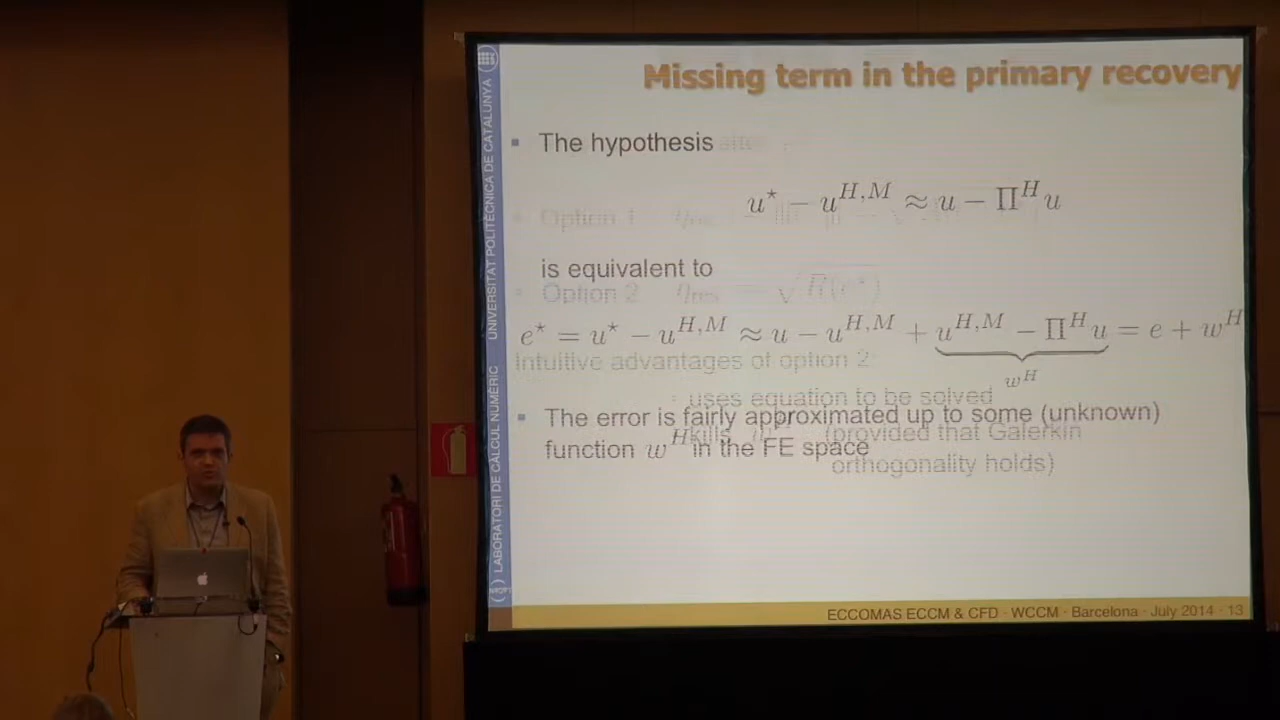 Missing term in the primary recovery
UNIVERSITAT POLITÈCNICA DE CATALUNYA
LABORATORI DE CÀLCUL NUMÈRIC
▪ The hypothesis
u* − u^{H,M} ≈ u − Π^H u
Option 1
is equivalent to
Option 2 η_{res} √R(e*)
e* = u* − u^{H,M} ≈ u − u^{H,M} + u^{H,M} − Π^H u = e + w^H
w^H
Intuitive advantages of option 2:
uses equation to be solved
▪ The error is fairly approximated up to some (unknown)
function w^H in the FE space
kills (provided that Galerkin
orthogonality holds)
ECCOMAS ECCM & CFD · WCCM · Barcelona · July 2014 · 13